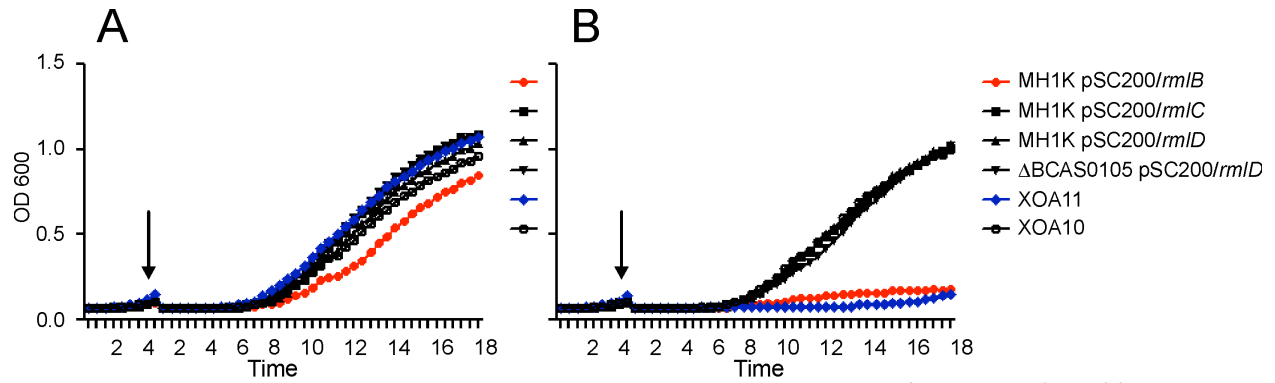 A
B
1.5
1.0
0.5
0.0
OD 600
2 4 2 4 6 8 10 12 14 16 18
Time
2 4 2 4 6 8 10 12 14 16 18
Time
MH1K pSC200/rmlB
MH1K pSC200/rmlC
MH1K pSC200/rmlD
ΔBCAS0105 pSC200/rmlD
XOA11
XOA10